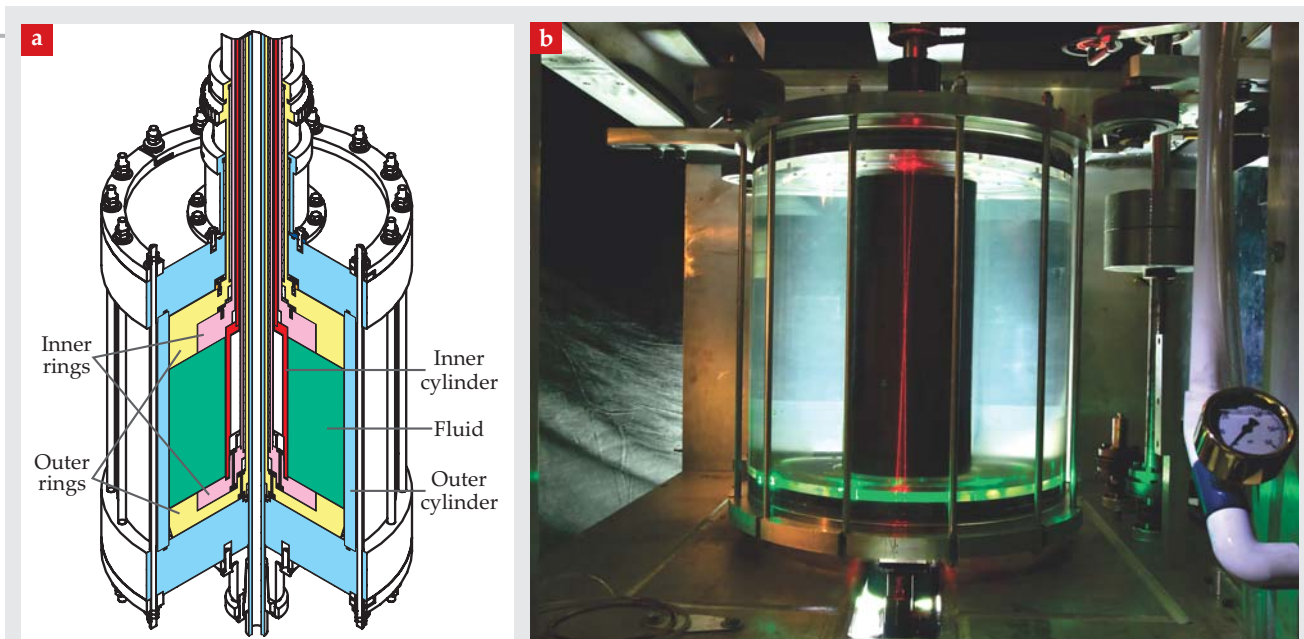 a
b
Inner
rings
Outer
rings
Inner
cylinder
Fluid
Outer
cylinder